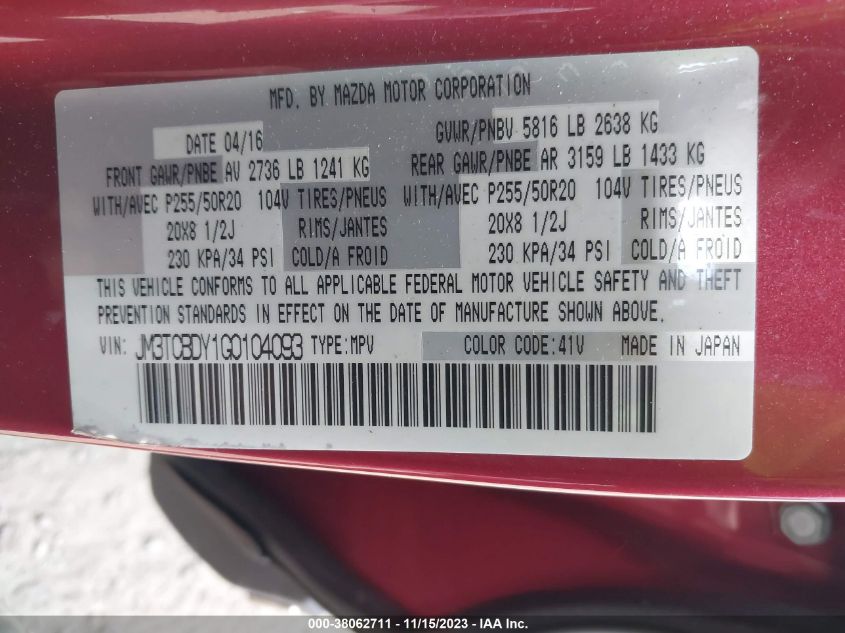 MFD. BY MAZDA MOTOR CORPORATION
DATE 04/16 GVWR/PNBV 5816 LB 2638 KG
FRONT GAWR/PNBE AV 2736 LB 1241 KG REAR GAWR/PNBE AR 3159 LB 1433 KG
WITH/AVEC P255/50R20 104V TIRES/PNEUS WITH/AVEC P255/50R20 104V TIRES/PNEUS
20X8 1/2J RIMS/JANTES 20X8 1/2J RIMS/JANTES
230 KPA/34 PSI COLD/A FROID 230 KPA/34 PSI COLD/A FROID
THIS VEHICLE CONFORMS TO ALL APPLICABLE FEDERAL MOTOR VEHICLE SAFETY AND THEFT
PREVENTION STANDARDS IN EFFECT ON THE DATE OF MANUFACTURE SHOWN ABOVE.
VIN: JM3TCBDY1G0104093 TYPE:MPV COLOR CODE:41V MADE IN JAPAN
000-38062711 - 11/15/2023 - IAAI.COM